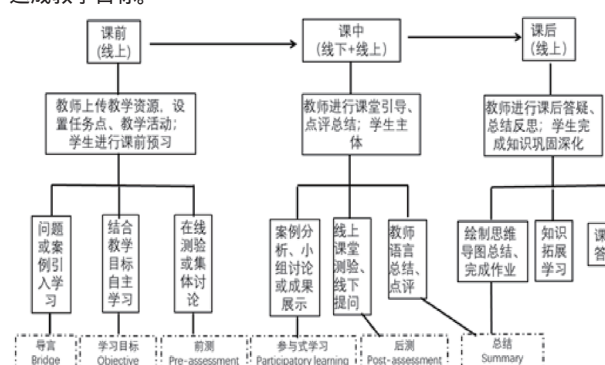 达成教学目标。
课前
(线上)
课中
(线下+线上)
课后
(线上)
教师上传教学资源，设
置任务点、教学活动；
学生进行课前预习
教师进行课堂引导、
点评总结；学生主
体
教师进行课后答疑、
总结反思；学生完
成知识巩固深化
问题
或案
例引
入学
习
结合
教学
目标
自主
学习
在线
测验
或集
体讨
论
案例分
析、小
组讨论
或成果
展示
线上
课堂
测验、
线下
提问
教师
语言
总结、
点评
绘制思维
导图总结、
完成作业
知识
拓展
学习
课
答
导言
Bridge
学习目标
Objective
前测
Pre-assessment
参与式学习
Participatory learning
后测
Post-assessment
总结
Summary